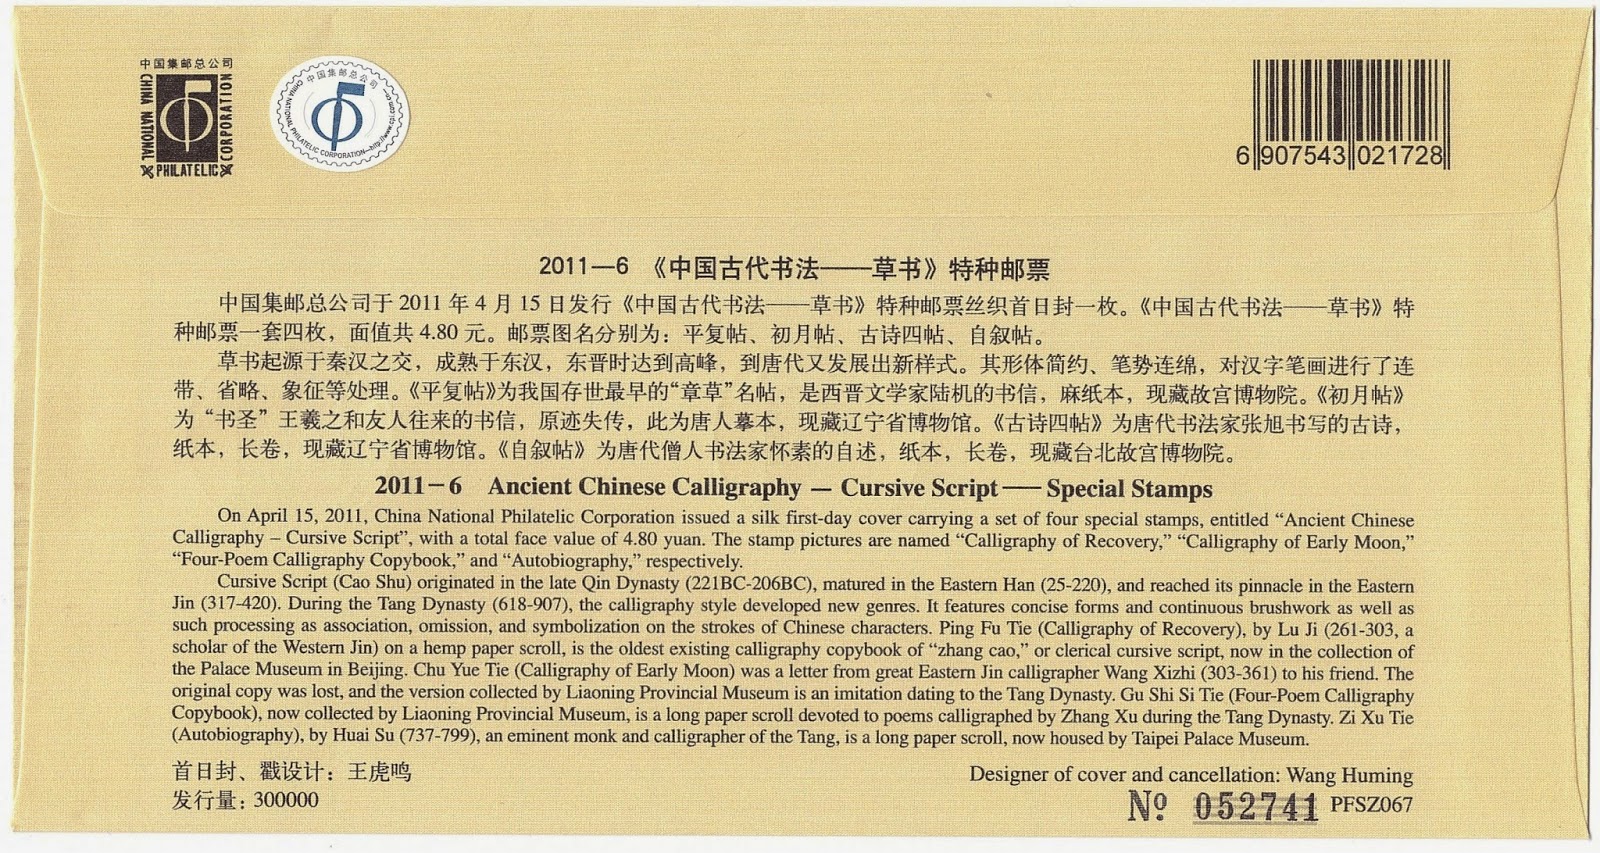 中国集邮总公司
CHINA NATIONAL
PHILATELIC
CORPORATION
中国集邮总公司
CHINA NATIONAL PHILATELIC CORPORATION—http://www.cpi.com.cn
6 907543 021728
2011—6 《中国古代书法——草书》特种邮票
中国集邮总公司于 2011 年 4 月 15 日发行《中国古代书法——草书》特种邮票丝织首日封一枚。《中国古代书法——草书》特
种邮票一套四枚，面值共 4.80 元。邮票图名分别为：平复帖、初月帖、古诗四帖、自叙帖。
草书起源于秦汉之交，成熟于东汉，东晋时达到高峰，到唐代又发展出新样式。其形体简约、笔势连绵，对汉字笔画进行了连
带、省略、象征等处理。《平复帖》为我国存世最早的“章草”名帖，是西晋文学家陆机的书信，麻纸本，现藏故宫博物院。《初月帖》
为“书圣”王羲之和友人往来的书信，原迹失传，此为唐人摹本，现藏辽宁省博物馆。《古诗四帖》为唐代书法家张旭书写的古诗，
纸本，长卷，现藏辽宁省博物馆。《自叙帖》为唐代僧人书法家怀素的自述，纸本，长卷，现藏台北故宫博物院。
2011－6 Ancient Chinese Calligraphy — Cursive Script —— Special Stamps
On April 15, 2011, China National Philatelic Corporation issued a silk first-day cover carrying a set of four special stamps, entitled “Ancient Chinese
Calligraphy – Cursive Script”, with a total face value of 4.80 yuan. The stamp pictures are named “Calligraphy of Recovery,” “Calligraphy of Early Moon,”
“Four-Poem Calligraphy Copybook,” and “Autobiography,” respectively.
Cursive Script (Cao Shu) originated in the late Qin Dynasty (221BC-206BC), matured in the Eastern Han (25-220), and reached its pinnacle in the Eastern
Jin (317-420). During the Tang Dynasty (618-907), the calligraphy style developed new genres. It features concise forms and continuous brushwork as well as
such processing as association, omission, and symbolization on the strokes of Chinese characters. Ping Fu Tie (Calligraphy of Recovery), by Lu Ji (261-303, a
scholar of the Western Jin) on a hemp paper scroll, is the oldest existing calligraphy copybook of “zhang cao,” or clerical cursive script, now in the collection of
the Palace Museum in Beijing. Chu Yue Tie (Calligraphy of Early Moon) was a letter from great Eastern Jin calligrapher Wang Xizhi (303-361) to his friend. The
original copy was lost, and the version collected by Liaoning Provincial Museum is an imitation dating to the Tang Dynasty. Gu Shi Si Tie (Four-Poem Calligraphy
Copybook), now collected by Liaoning Provincial Museum, is a long paper scroll devoted to poems calligraphed by Zhang Xu during the Tang Dynasty. Zi Xu Tie
(Autobiography), by Huai Su (737-799), an eminent monk and calligrapher of the Tang, is a long paper scroll, now housed by Taipei Palace Museum.
首日封、戳设计：王虎鸣
Designer of cover and cancellation: Wang Huming
发行量：300000
Nº 052741 PFSZ067